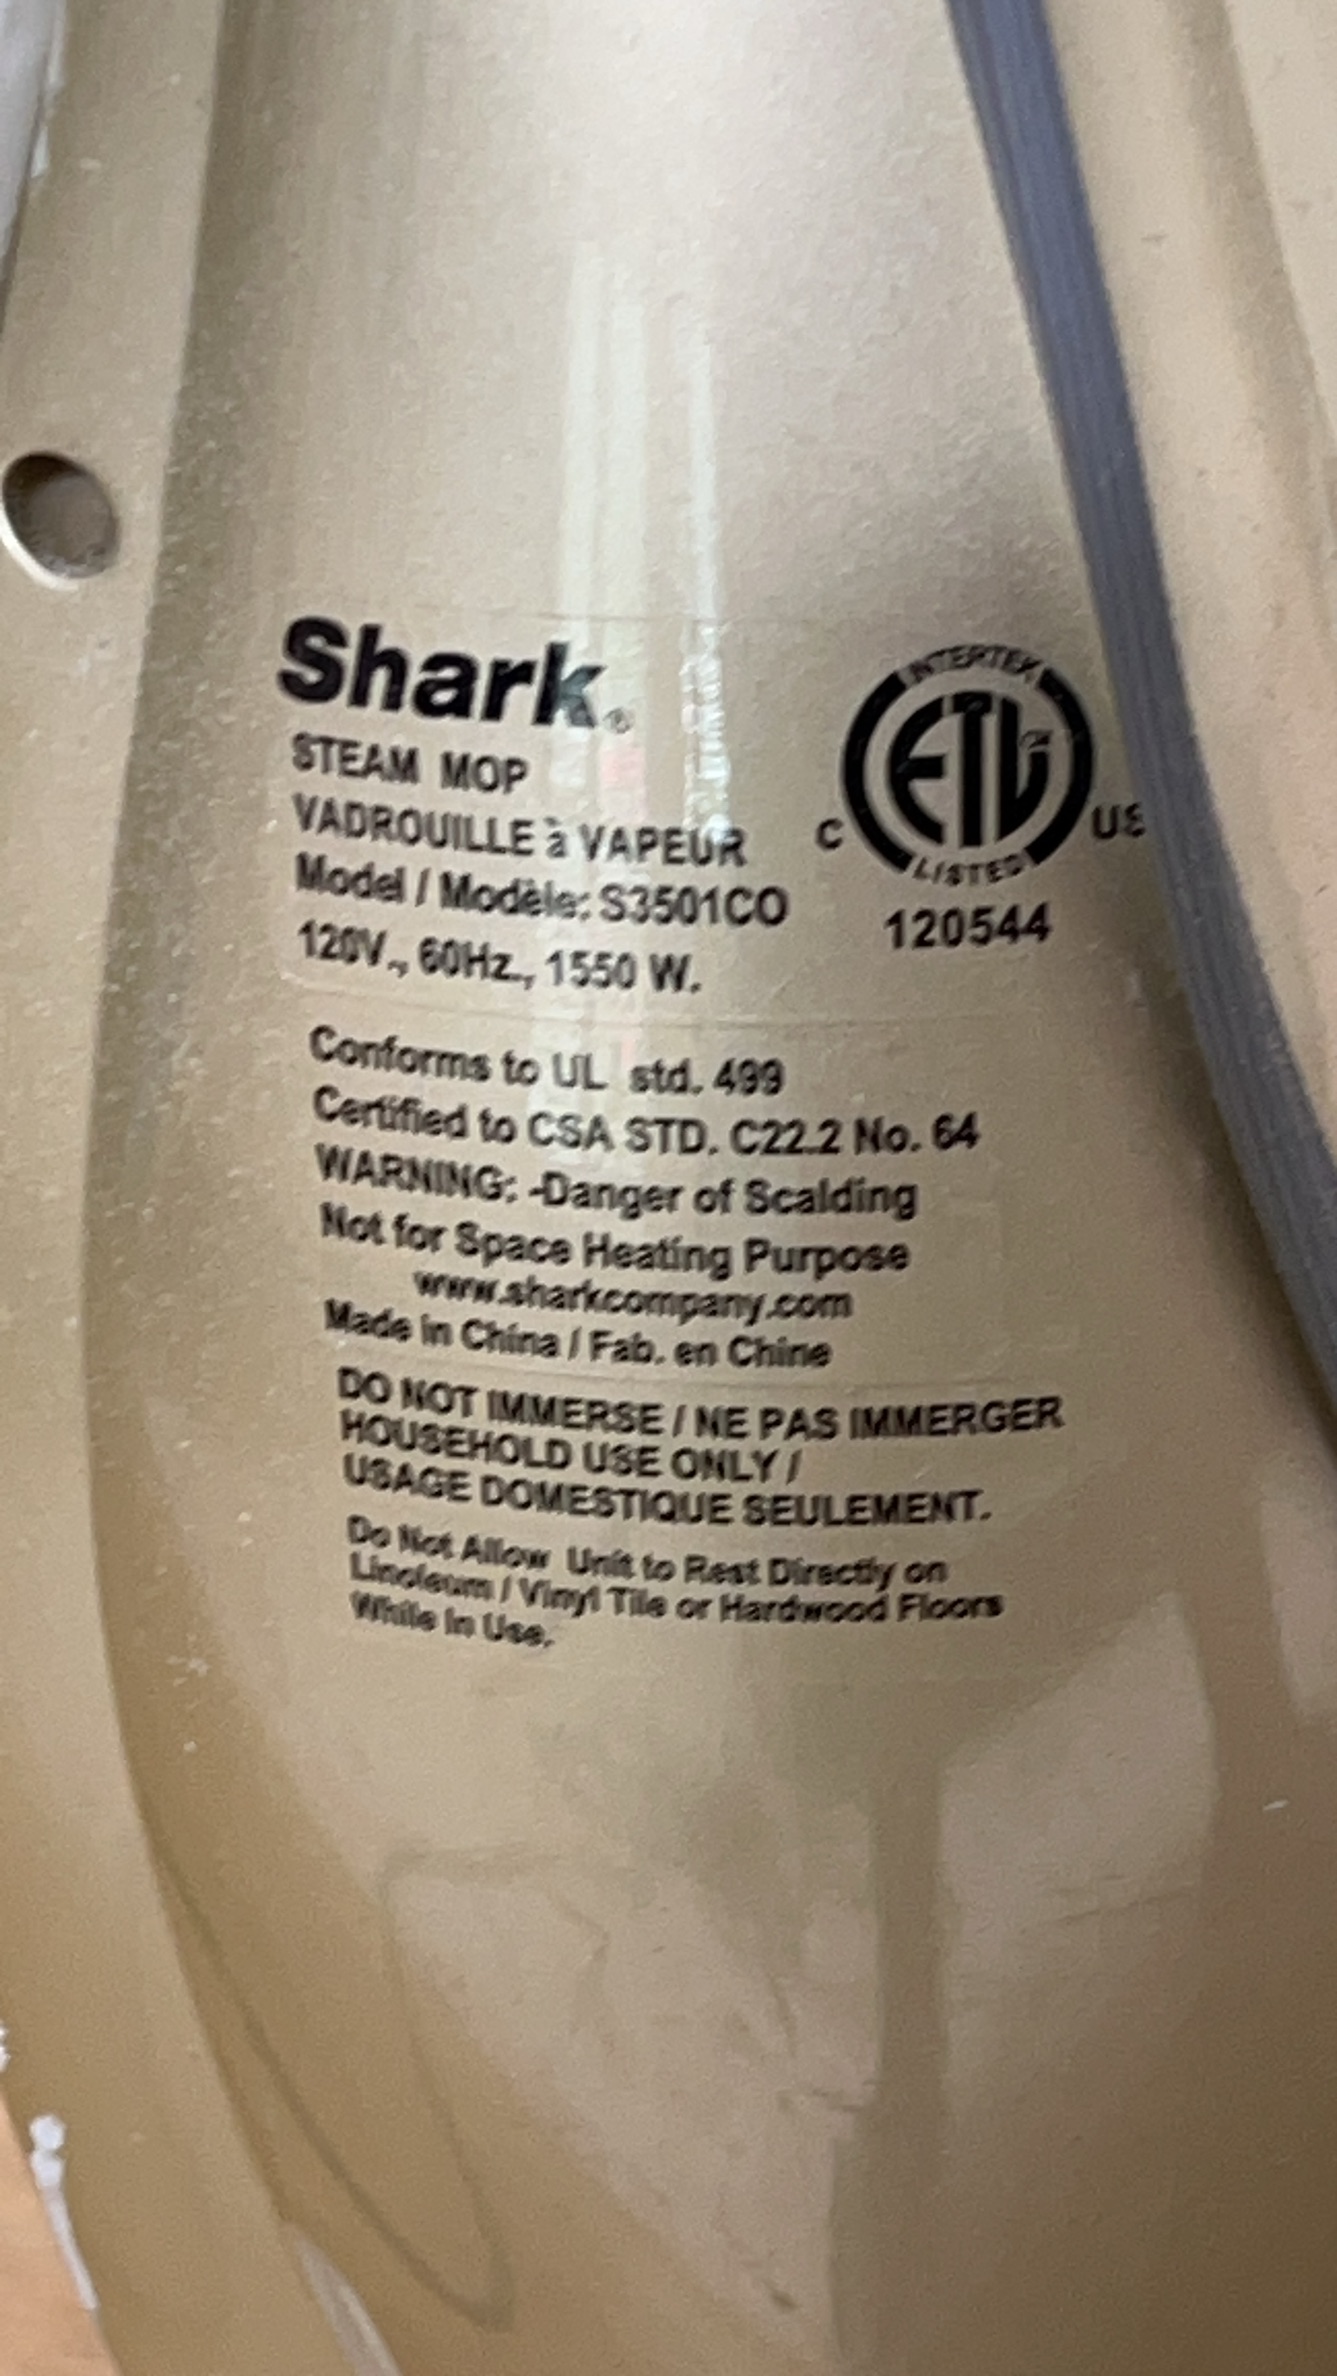 Shark®
STEAM MOP
VADROUILLE à VAPEUR
Model / Modèle: S3501CO
120V., 60Hz., 1550 W.
INTERTEK
ETL
C US
LISTED
120544
Conforms to UL std. 499
Certified to CSA STD. C22.2 No. 64
WARNING: -Danger of Scalding
Not for Space Heating Purpose
www.sharkcompany.com
Made in China / Fab. en Chine
DO NOT IMMERSE / NE PAS IMMERGER
HOUSEHOLD USE ONLY /
USAGE DOMESTIQUE SEULEMENT.
Do Not Allow Unit to Rest Directly on
Linoleum / Vinyl Tile or Hardwood Floors
While In Use.